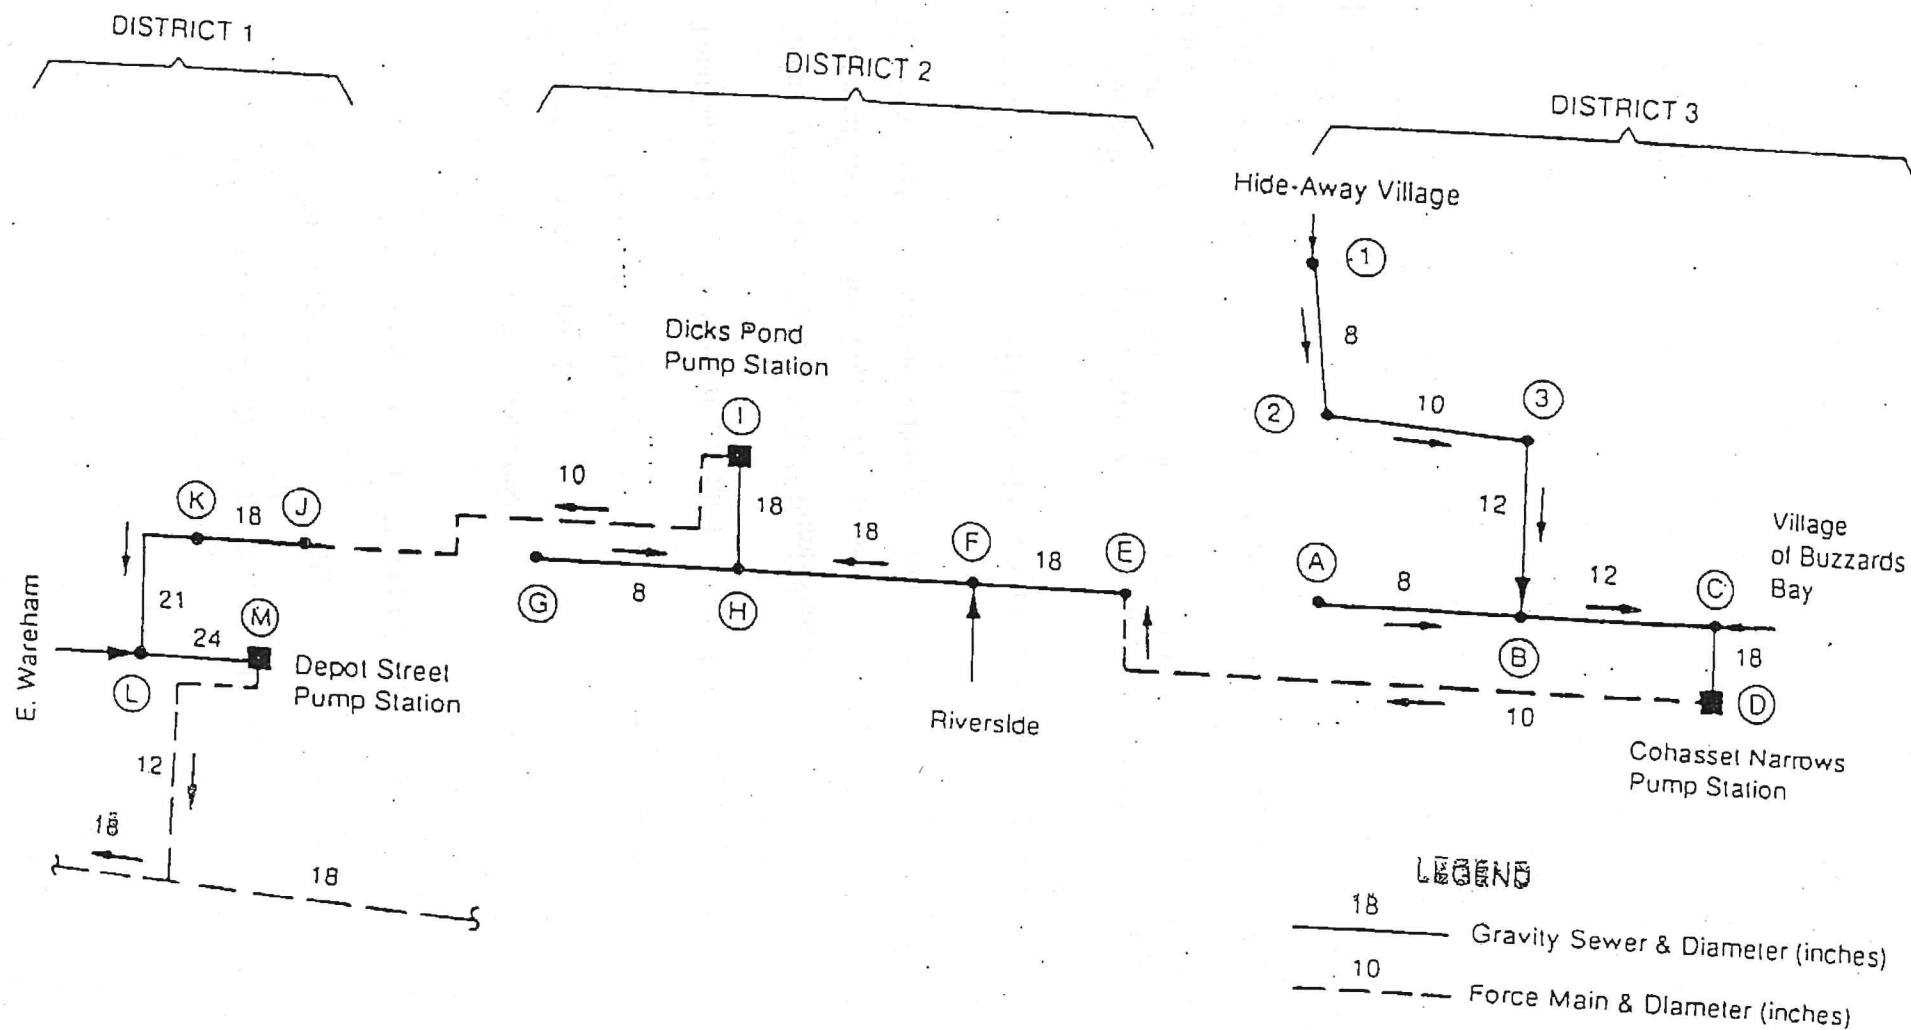 DISTRICT 1
DISTRICT 2
DISTRICT 3
Hide-Away Village
1
8
Dicks Pond
Pump Station
I
2
10
3
K
18
J
10
18
18
F
18
E
12
Village
of Buzzards
Bay
A
8
12
C
G
8
H
B
18
21
M
24
E. Wareham
L
Depot Street
Pump Station
Riverside
10
D
Cohasset Narrows
Pump Station
12
18
18
LEGEND
18
Gravity Sewer & Diameter (inches)
10
Force Main & Diameter (inches)